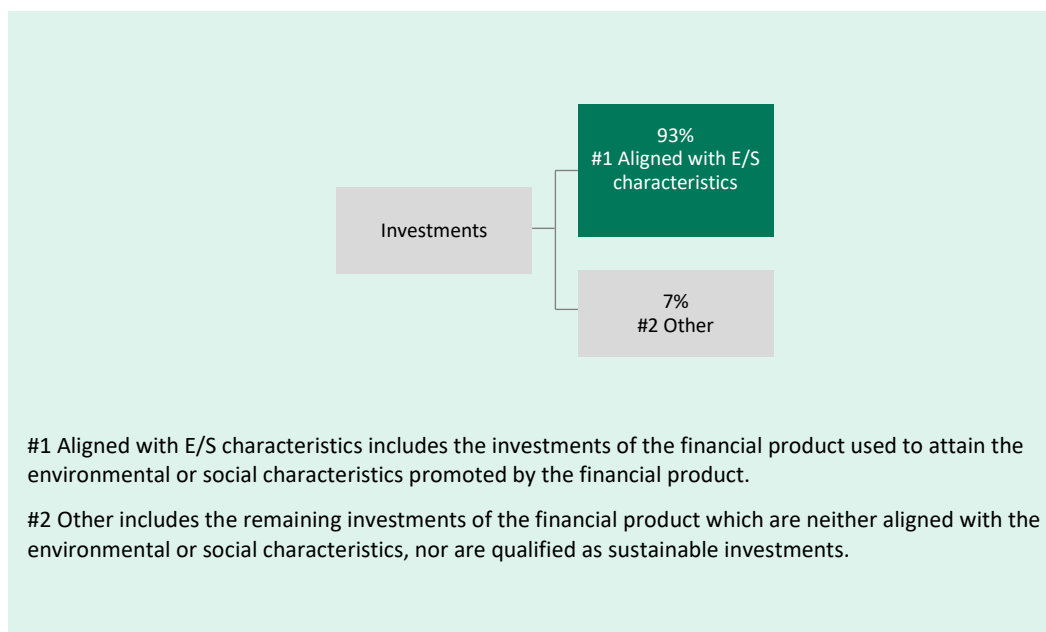 93%
#1 Aligned with E/S
characteristics
Investments
7%
#2 Other
#1 Aligned with E/S characteristics includes the investments of the financial product used to attain the
environmental or social characteristics promoted by the financial product.
#2 Other includes the remaining investments of the financial product which are neither aligned with the
environmental or social characteristics, nor are qualified as sustainable investments.